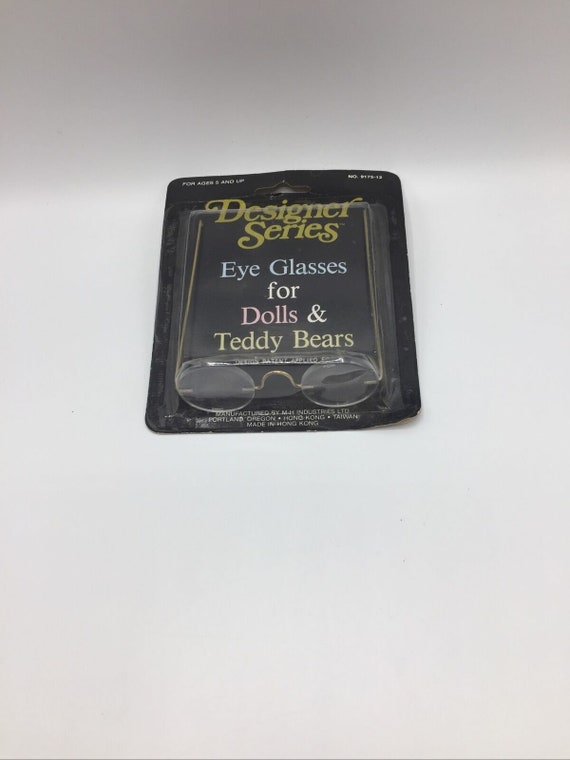 FOR AGES 5 AND UP
NO. 9175-12
Designer
Series™
Eye Glasses
for
Dolls &
Teddy Bears
MANUFACTURED BY M-H INDUSTRIES LTD.
PORTLAND, OREGON • HONG KONG • TAIWAN
MADE IN HONG KONG